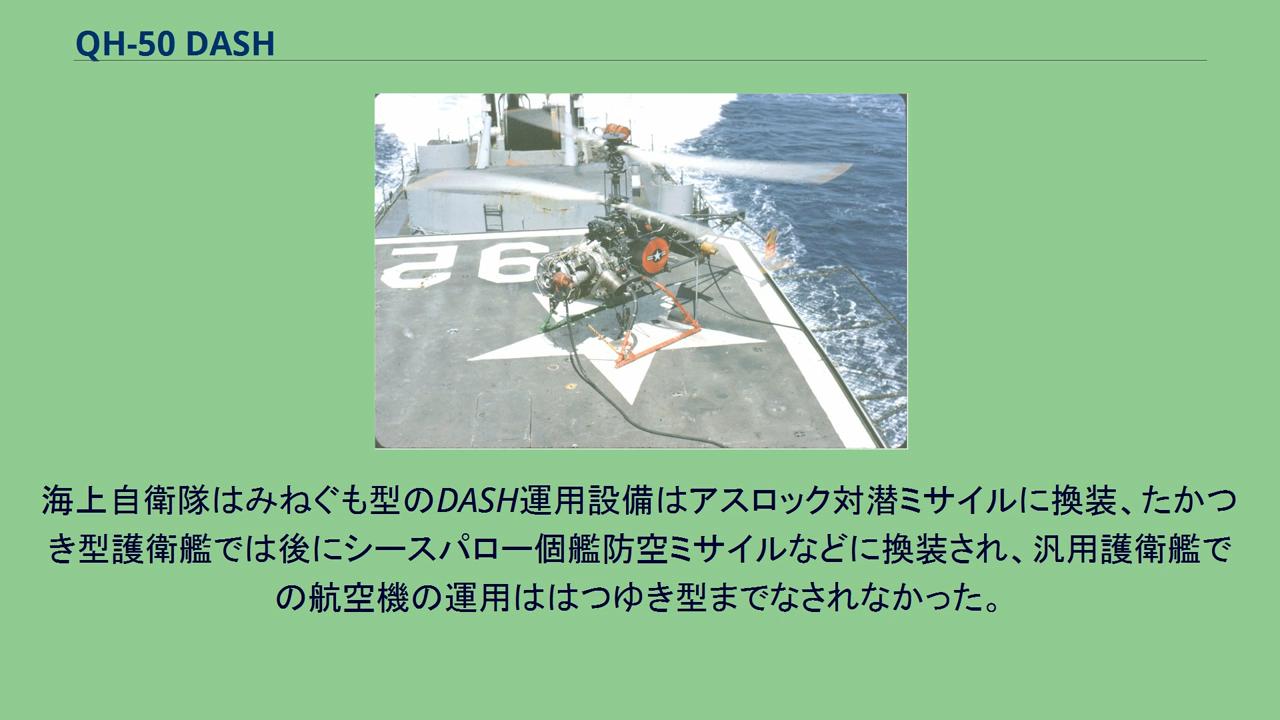 QH-50 DASH
92
海上自衛隊はみねぐも型のDASH運用設備はアスロック対潜ミサイルに換装、たかつ
き型護衛艦では後にシースパロー個艦防空ミサイルなどに換装され、汎用護衛艦で
の航空機の運用ははつゆき型までなされなかった。